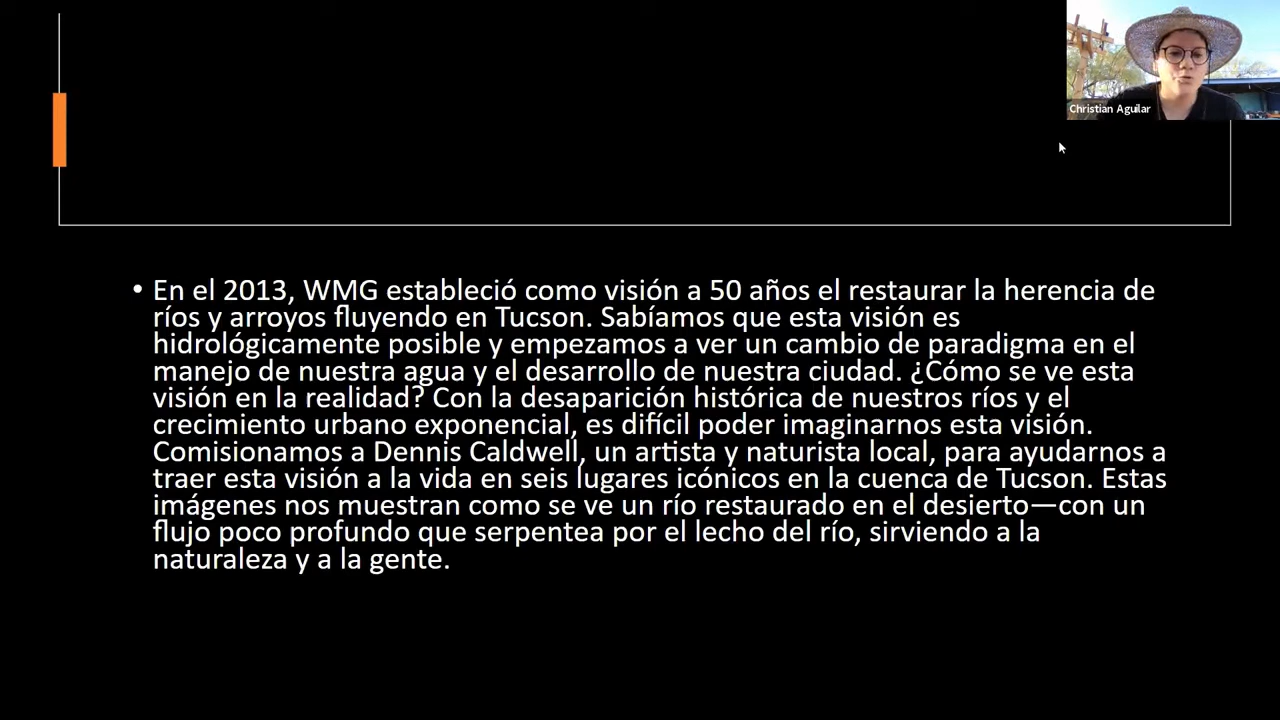 Christian Aguilar
• En el 2013, WMG estableció como visión a 50 años el restaurar la herencia de
ríos y arroyos fluyendo en Tucson. Sabíamos que esta visión es
hidrológicamente posible y empezamos a ver un cambio de paradigma en el
manejo de nuestra agua y el desarrollo de nuestra ciudad. ¿Cómo se ve esta
visión en la realidad? Con la desaparición histórica de nuestros ríos y el
crecimiento urbano exponencial, es difícil poder imaginarnos esta visión.
Comisionamos a Dennis Caldwell, un artista y naturista local, para ayudarnos a
traer esta visión a la vida en seis lugares icónicos en la cuenca de Tucson. Estas
imágenes nos muestran como se ve un río restaurado en el desierto—con un
flujo poco profundo que serpentea por el lecho del río, sirviendo a la
naturaleza y a la gente.